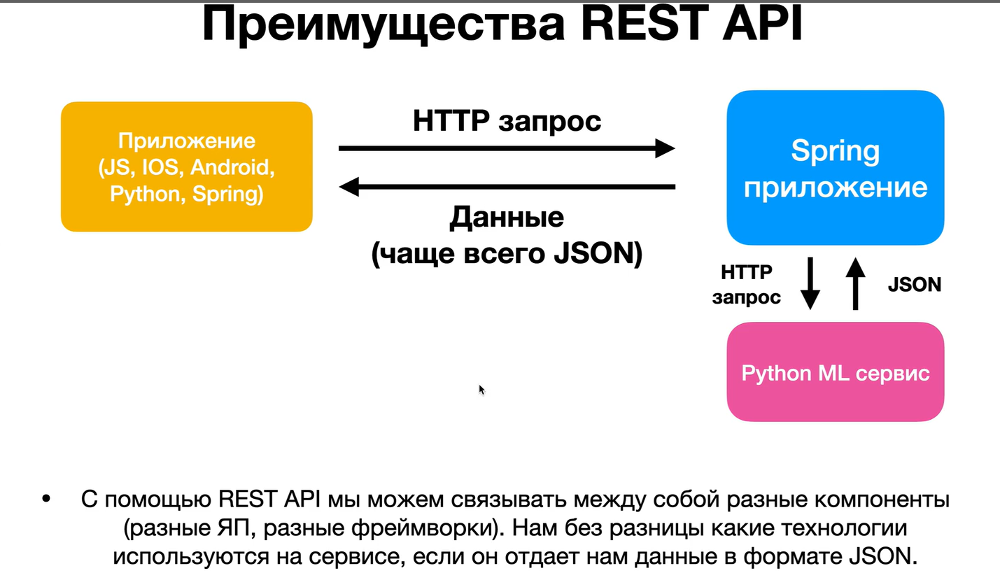 Преимущества REST API
Приложение
(JS, IOS, Android,
Python, Spring)
HTTP запрос
Данные
(чаще всего JSON)
Spring
приложение
HTTP
запрос
JSON
Python ML сервис
• С помощью REST API мы можем связывать между собой разные компоненты
(разные ЯП, разные фреймворки). Нам без разницы какие технологии
используются на сервисе, если он отдает нам данные в формате JSON.